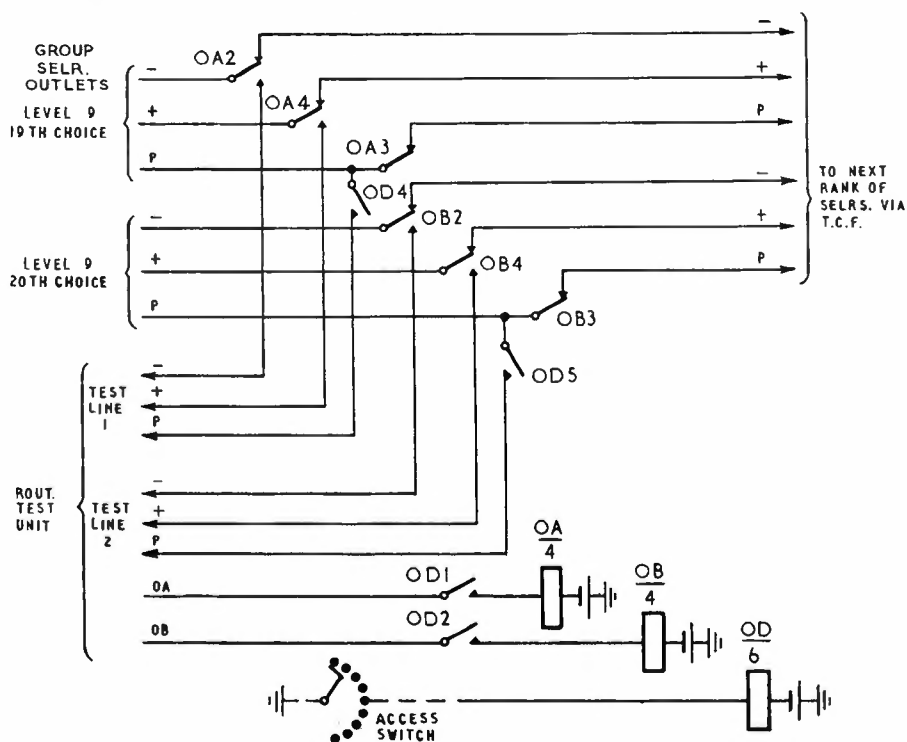 GROUP
SELR.
OUTLETS
LEVEL 9
19TH CHOICE
−
+
P
OA2
OA4
OA3
OD4
−
+
P
LEVEL 9
20TH CHOICE
−
+
P
OB2
OB4
OB3
OD5
−
+
P
TO NEXT
RANK OF
SELRS. VIA
T.C.F.
ROUT.
TEST
UNIT
TEST
LINE
1
−
+
P
TEST
LINE
2
−
+
P
OA
OD1
OA
4
OB
OD2
OB
4
OD
6
ACCESS
SWITCH